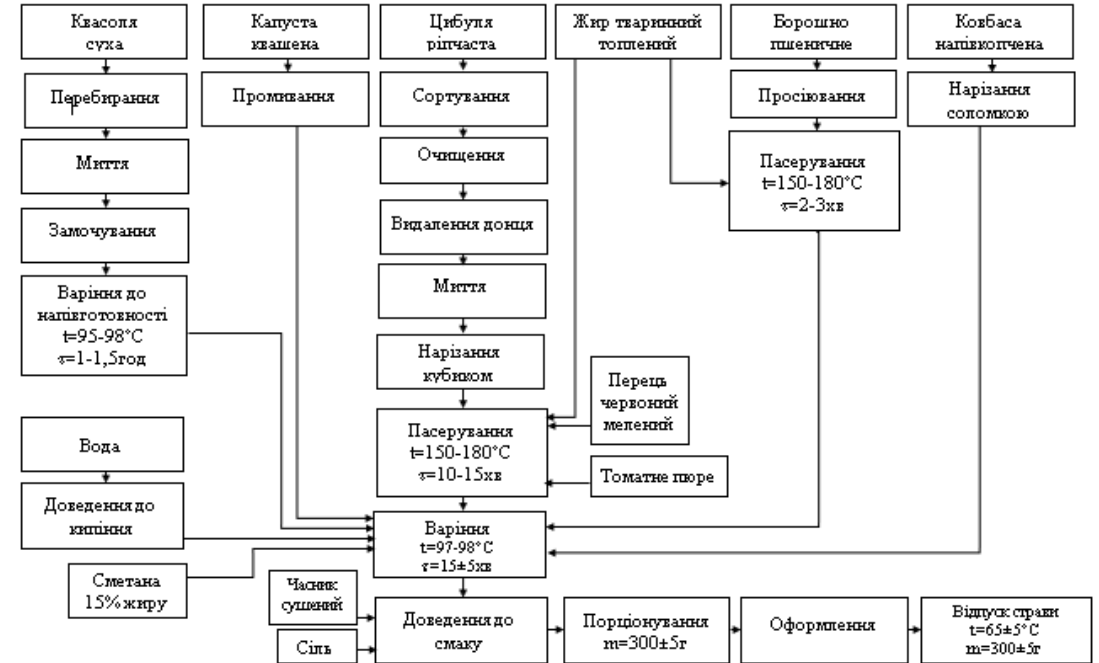 Квасоля
суха
Капуста
квашена
Цибуля
ріпчаста
Жир тваринний
топлений
Борошно
пшеничне
Ковбаса
напівкопчена
Перебирання
Промивання
Сортування
Просіювання
Нарізання
соломкою
Миття
Очищення
Пасерування
t=150-180°C
τ=2-3хв
Замочування
Видалення донця
Варіння до
напівготовності
t=95-98°C
τ=1-1,5год
Миття
Нарізання
кубиком
Перець
червоний
мелений
Вода
Пасерування
t=150-180°C
τ=10-15хв
Томатне пюре
Доведення до
кипіння
Варіння
t=97-98°C
τ=15±5хв
Сметана
15% жиру
Часник
сушений
Сіль
Доведення до
смаку
Порціонування
m=300±5г
Оформлення
Відпуск страви
t=65±5°C
m=300±5г